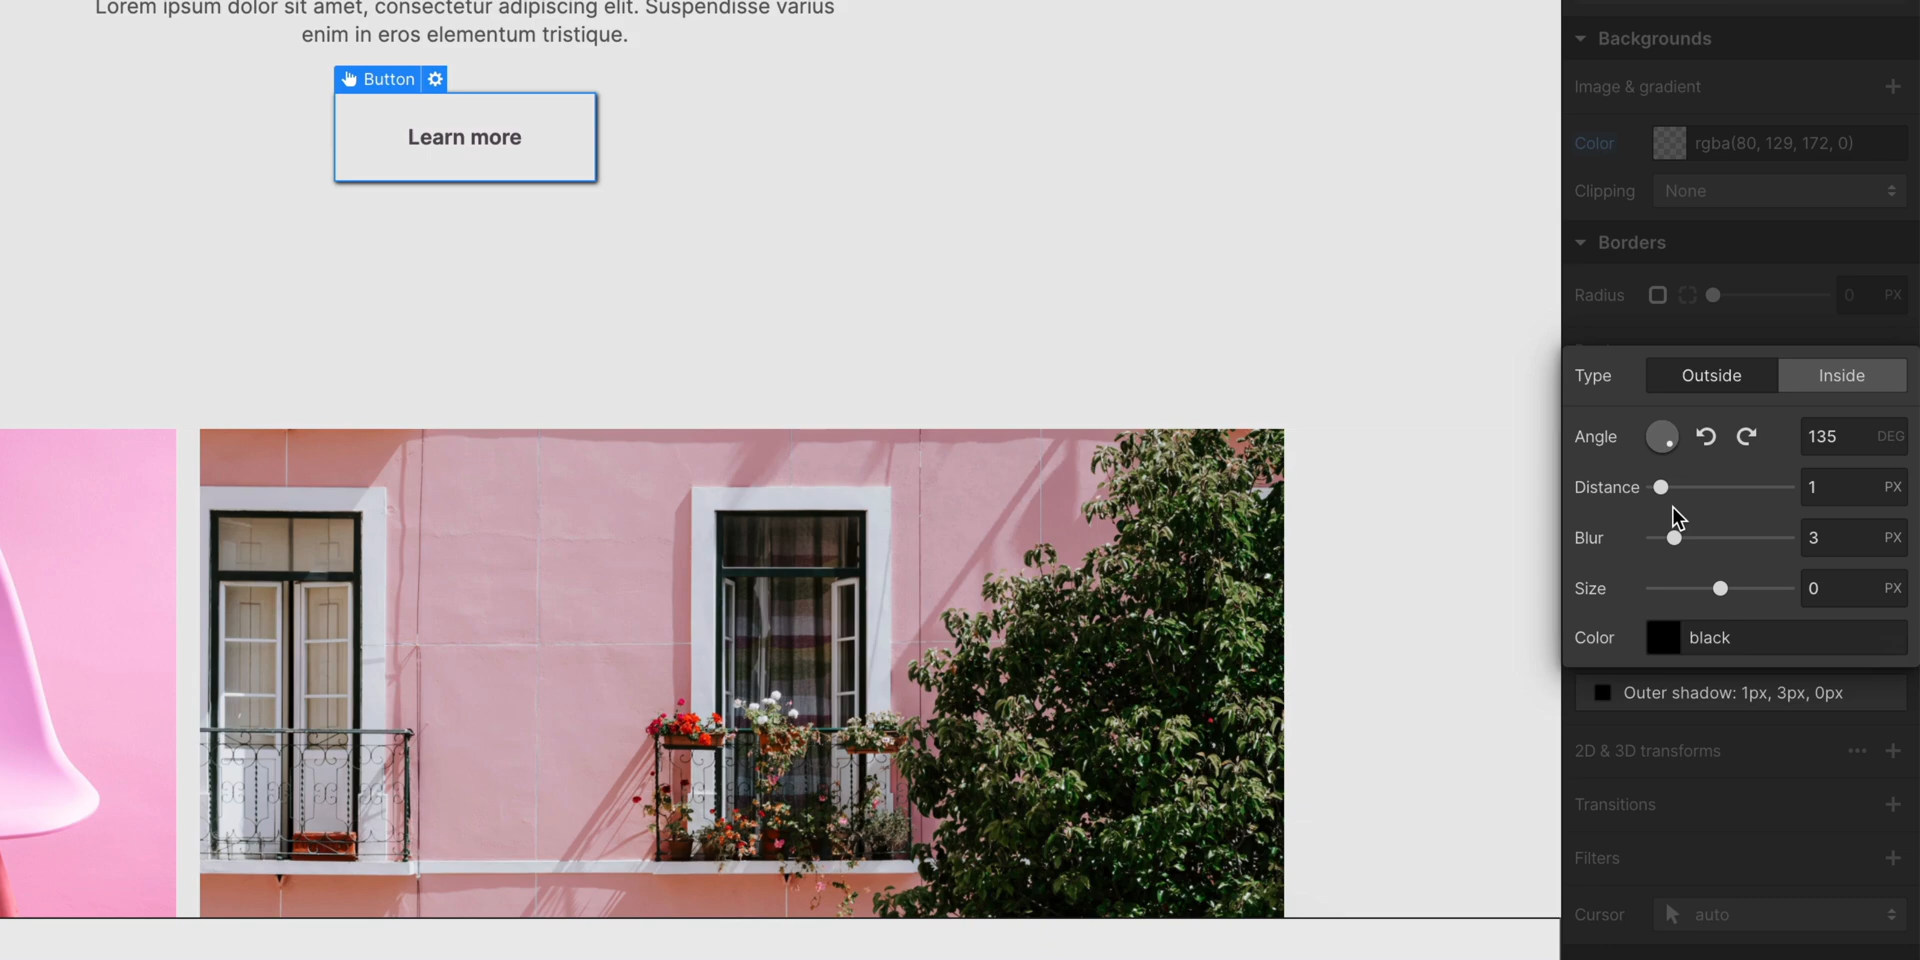 Lorem ipsum dolor sit amet, consectetur adipiscing elit. Suspendisse varius
enim in eros elementum tristique.
Button
Learn more
Backgrounds
Image & gradient
Color rgba(80, 129, 172, 0)
Clipping None
Borders
Radius 0 PX
Type Outside Inside
Angle 135 DEG
Distance 1 PX
Blur 3 PX
Size 0 PX
Color black
Outer shadow: 1px, 3px, 0px
2D & 3D transforms
Transitions
Filters
Cursor auto